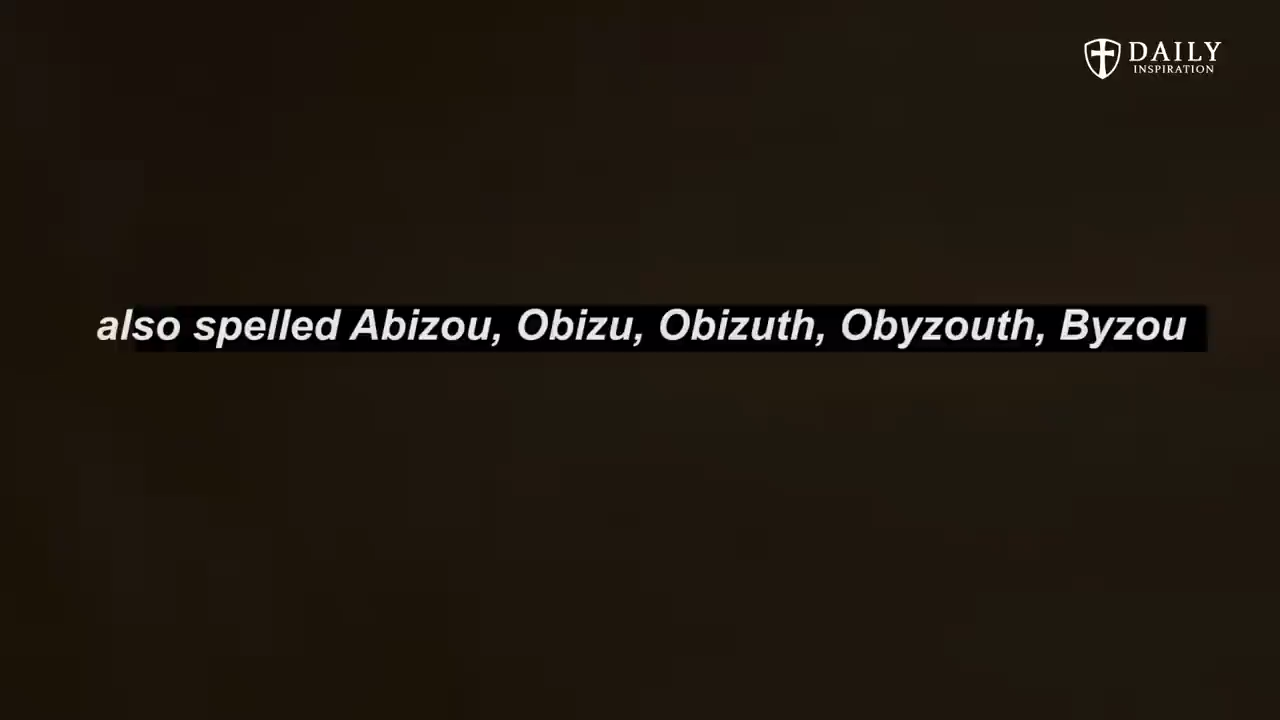 DAILY
INSPIRATION
also spelled Abizou, Obizu, Obizuth, Obyzouth, Byzou